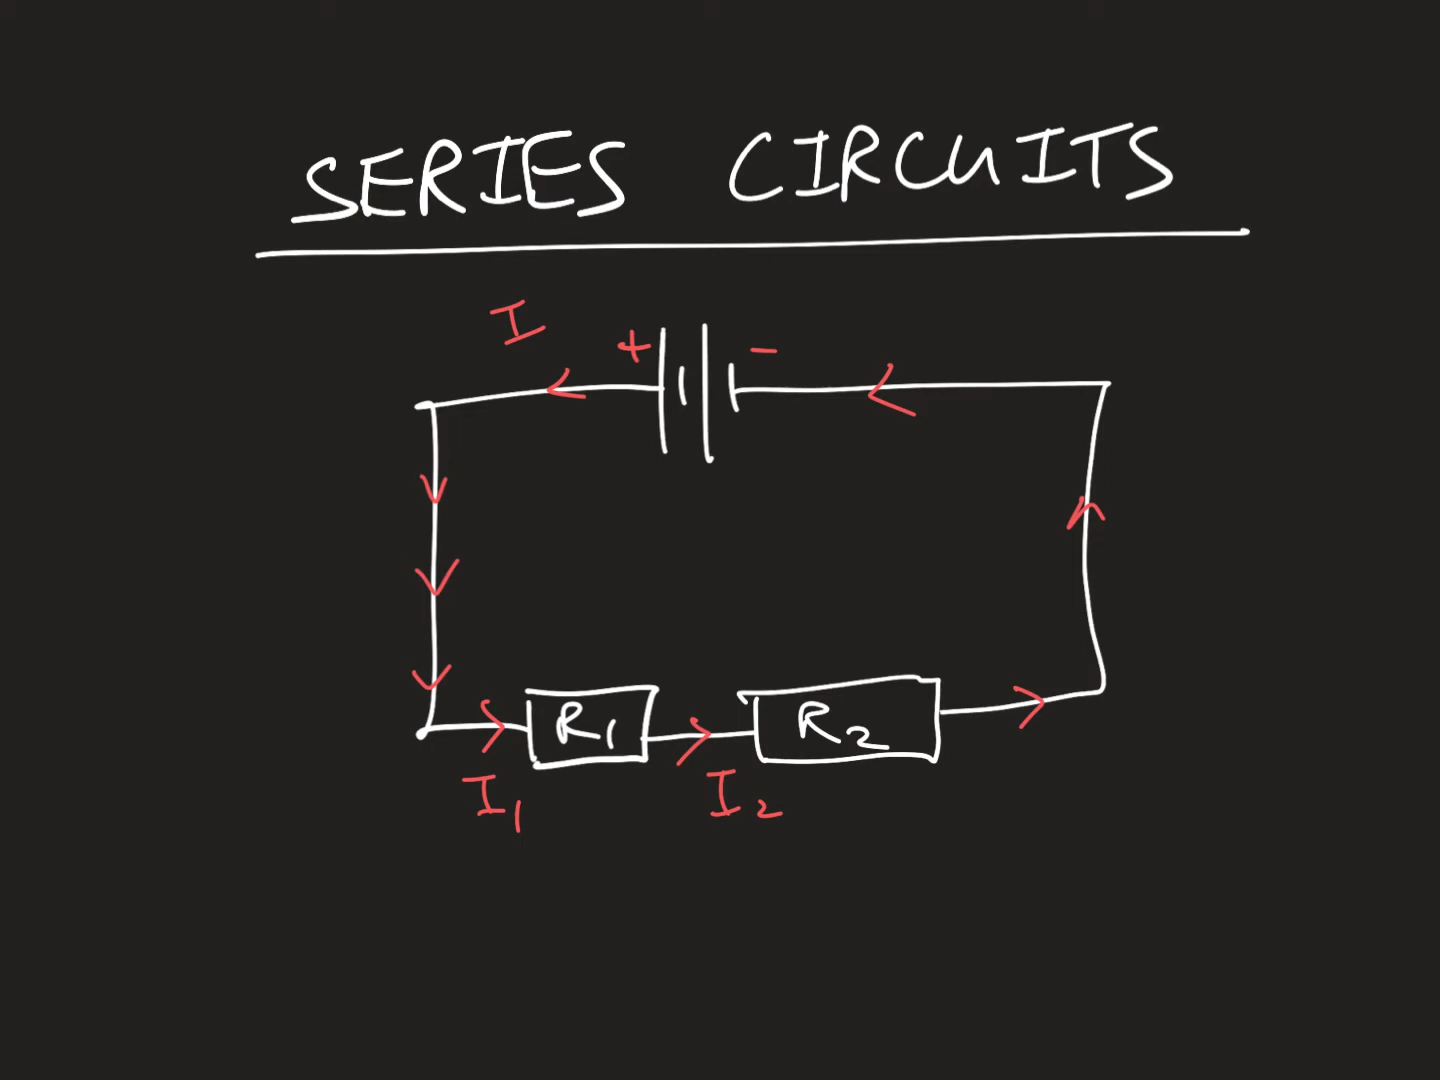 SERIES CIRCUITS
I + -
R₁ R₂
I₁ I₂